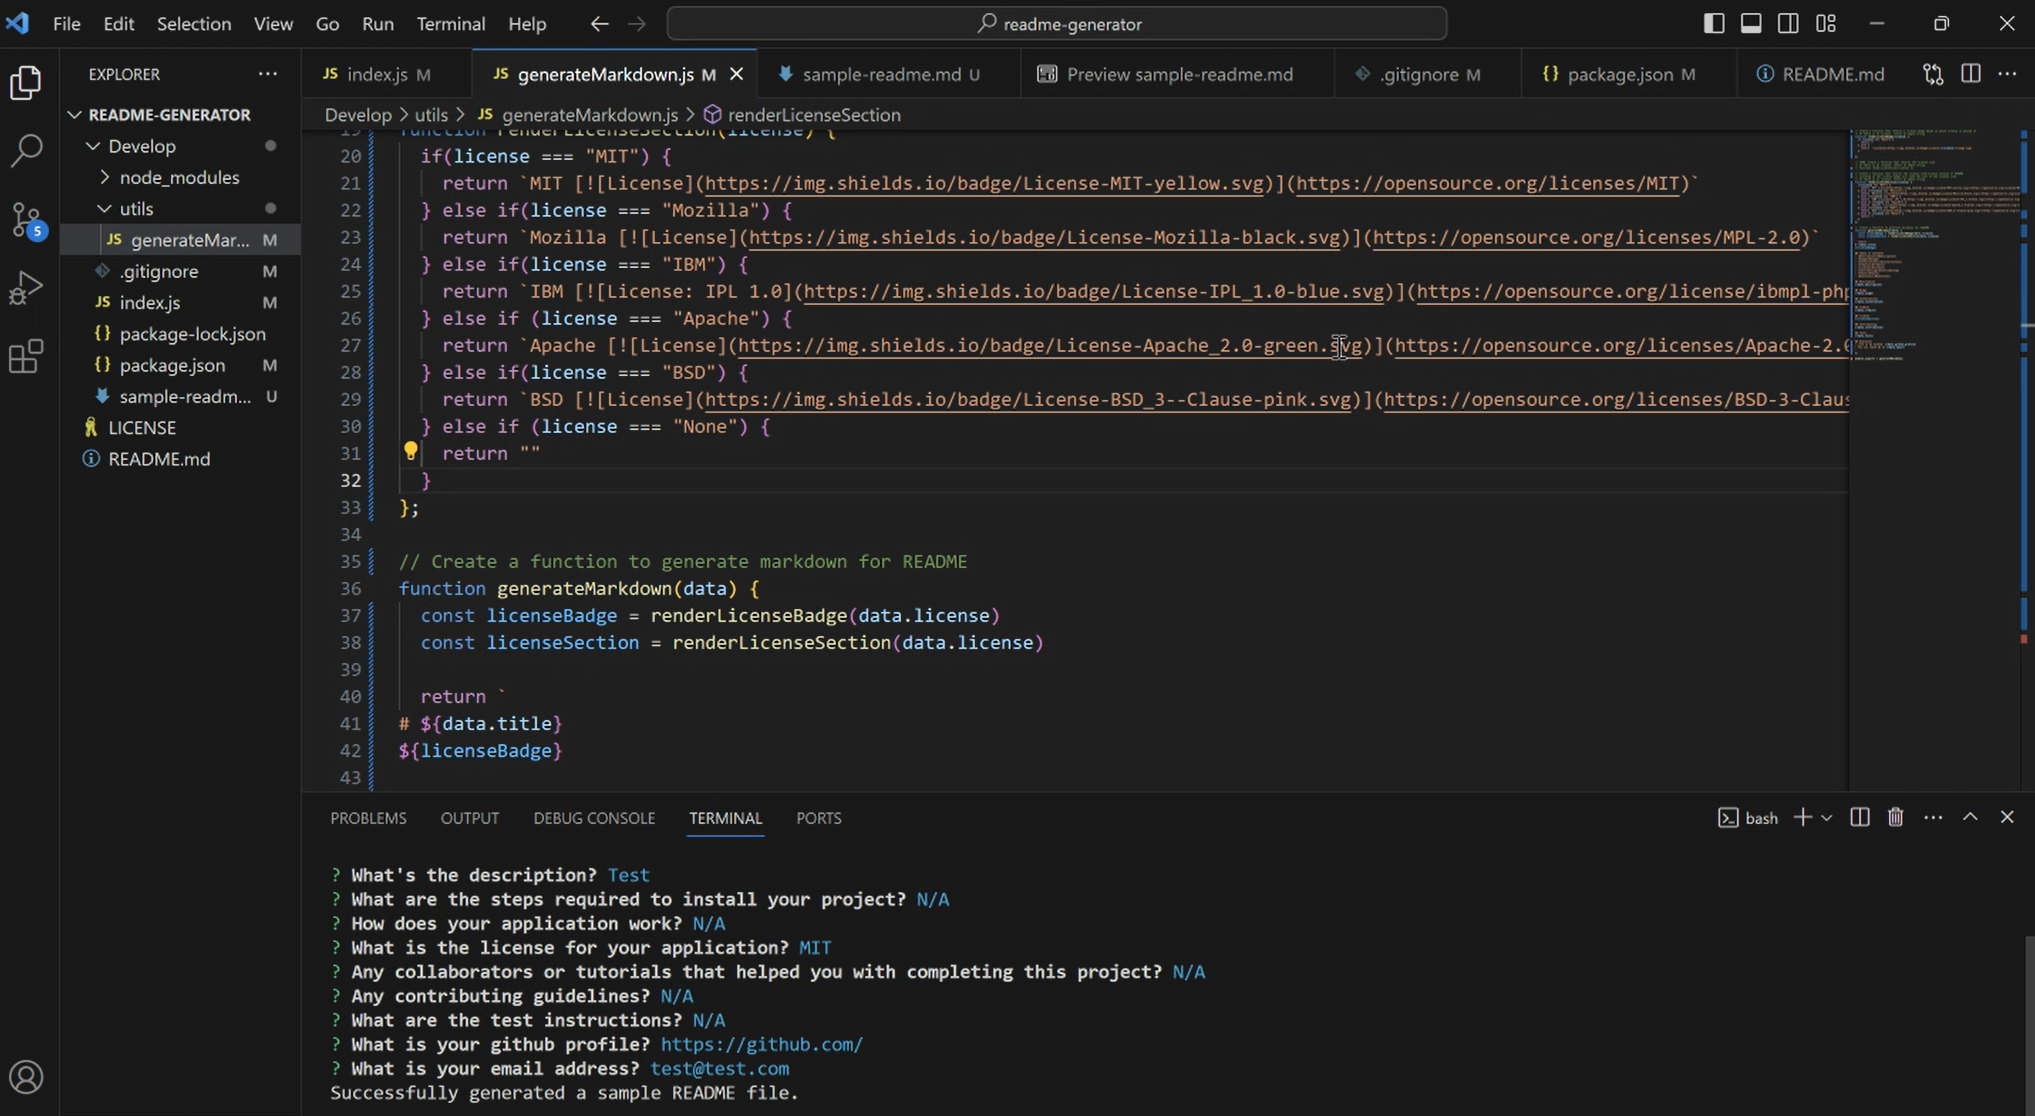 File Edit Selection View Go Run Terminal Help
readme-generator
EXPLORER
index.js M
generateMarkdown.js M
sample-readme.md U
Preview sample-readme.md
.gitignore M
package.json M
README.md
README-GENERATOR
Develop
node_modules
utils
JS generateMar... M
.gitignore M
JS index.js M
{} package-lock.json
{} package.json M
sample-readm... U
LICENSE
README.md
5
Develop > utils > JS generateMarkdown.js > renderLicenseSection
19 function renderLicenseSection(license) {
20 if(license === "MIT") {
21 return `MIT [![License](https://img.shields.io/badge/License-MIT-yellow.svg)](https://opensource.org/licenses/MIT)`
22 } else if(license === "Mozilla") {
23 return `Mozilla [![License](https://img.shields.io/badge/License-Mozilla-black.svg)](https://opensource.org/licenses/MPL-2.0)`
24 } else if(license === "IBM") {
25 return `IBM [![License: IPL 1.0](https://img.shields.io/badge/License-IPL_1.0-blue.svg)](https://opensource.org/license/ibmpl-php
26 } else if (license === "Apache") {
27 return `Apache [![License](https://img.shields.io/badge/License-Apache_2.0-green.svg)](https://opensource.org/licenses/Apache-2.0
28 } else if(license === "BSD") {
29 return `BSD [![License](https://img.shields.io/badge/License-BSD_3--Clause-pink.svg)](https://opensource.org/licenses/BSD-3-Claus
30 } else if (license === "None") {
31 return ""
32 }
33 };
34
35 // Create a function to generate markdown for README
36 function generateMarkdown(data) {
37 const licenseBadge = renderLicenseBadge(data.license)
38 const licenseSection = renderLicenseSection(data.license)
39
40 return `
41 # ${data.title}
42 ${licenseBadge}
43
PROBLEMS OUTPUT DEBUG CONSOLE TERMINAL PORTS
bash
? What's the description? Test
? What are the steps required to install your project? N/A
? How does your application work? N/A
? What is the license for your application? MIT
? Any collaborators or tutorials that helped you with completing this project? N/A
? Any contributing guidelines? N/A
? What are the test instructions? N/A
? What is your github profile? https://github.com/
? What is your email address? test@test.com
Successfully generated a sample README file.